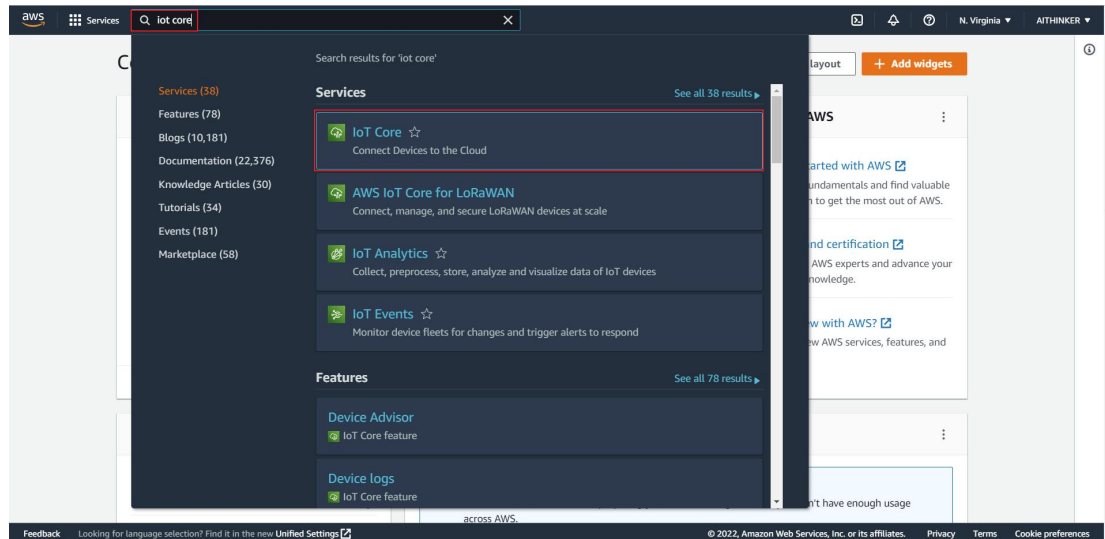 aws
Services
iot core
N. Virginia
AITHINKER
Search results for 'iot core'
layout
Add widgets
Services (38)
Features (78)
Blogs (10,181)
Documentation (22,376)
Knowledge Articles (30)
Tutorials (34)
Events (181)
Marketplace (58)
Services
See all 38 results
IoT Core
Connect Devices to the Cloud
AWS IoT Core for LoRaWAN
Connect, manage, and secure LoRaWAN devices at scale
IoT Analytics
Collect, preprocess, store, analyze and visualize data of IoT devices
IoT Events
Monitor device fleets for changes and trigger alerts to respond
Features
See all 78 results
Device Advisor
IoT Core feature
Device logs
IoT Core feature
AWS
with AWS
and find valuable
to get the most out of AWS.
certification
AWS experts and advance your
with AWS?
AWS services, features, and
have enough usage
across AWS.
Feedback
Looking for language selection? Find it in the new Unified Settings
© 2022, Amazon Web Services, Inc. or its affiliates.
Privacy
Terms
Cookie preferences